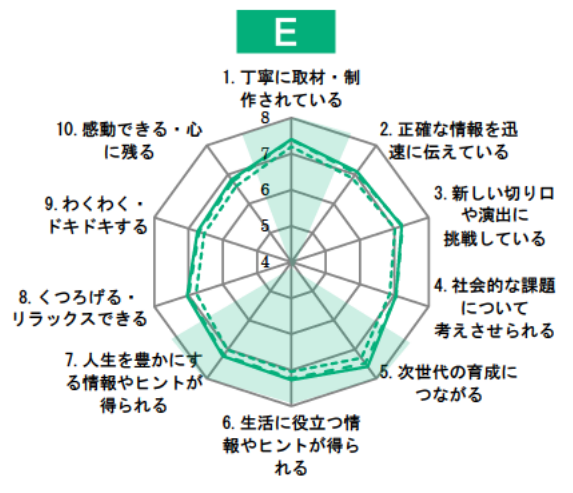 E
1. 丁寧に取材・制
作されている
2. 正確な情報を迅
速に伝えている
3. 新しい切り口
や演出に
挑戦している
4. 社会的な課題
について
考えさせられる
5. 次世代の育成に
つながる
6. 生活に役立つ情
報やヒントが得ら
れる
7. 人生を豊かにす
る情報やヒントが
得られる
8. くつろげる・
リラックスできる
9. わくわく・
ドキドキする
10. 感動できる・心
に残る
8
7
6
5
4